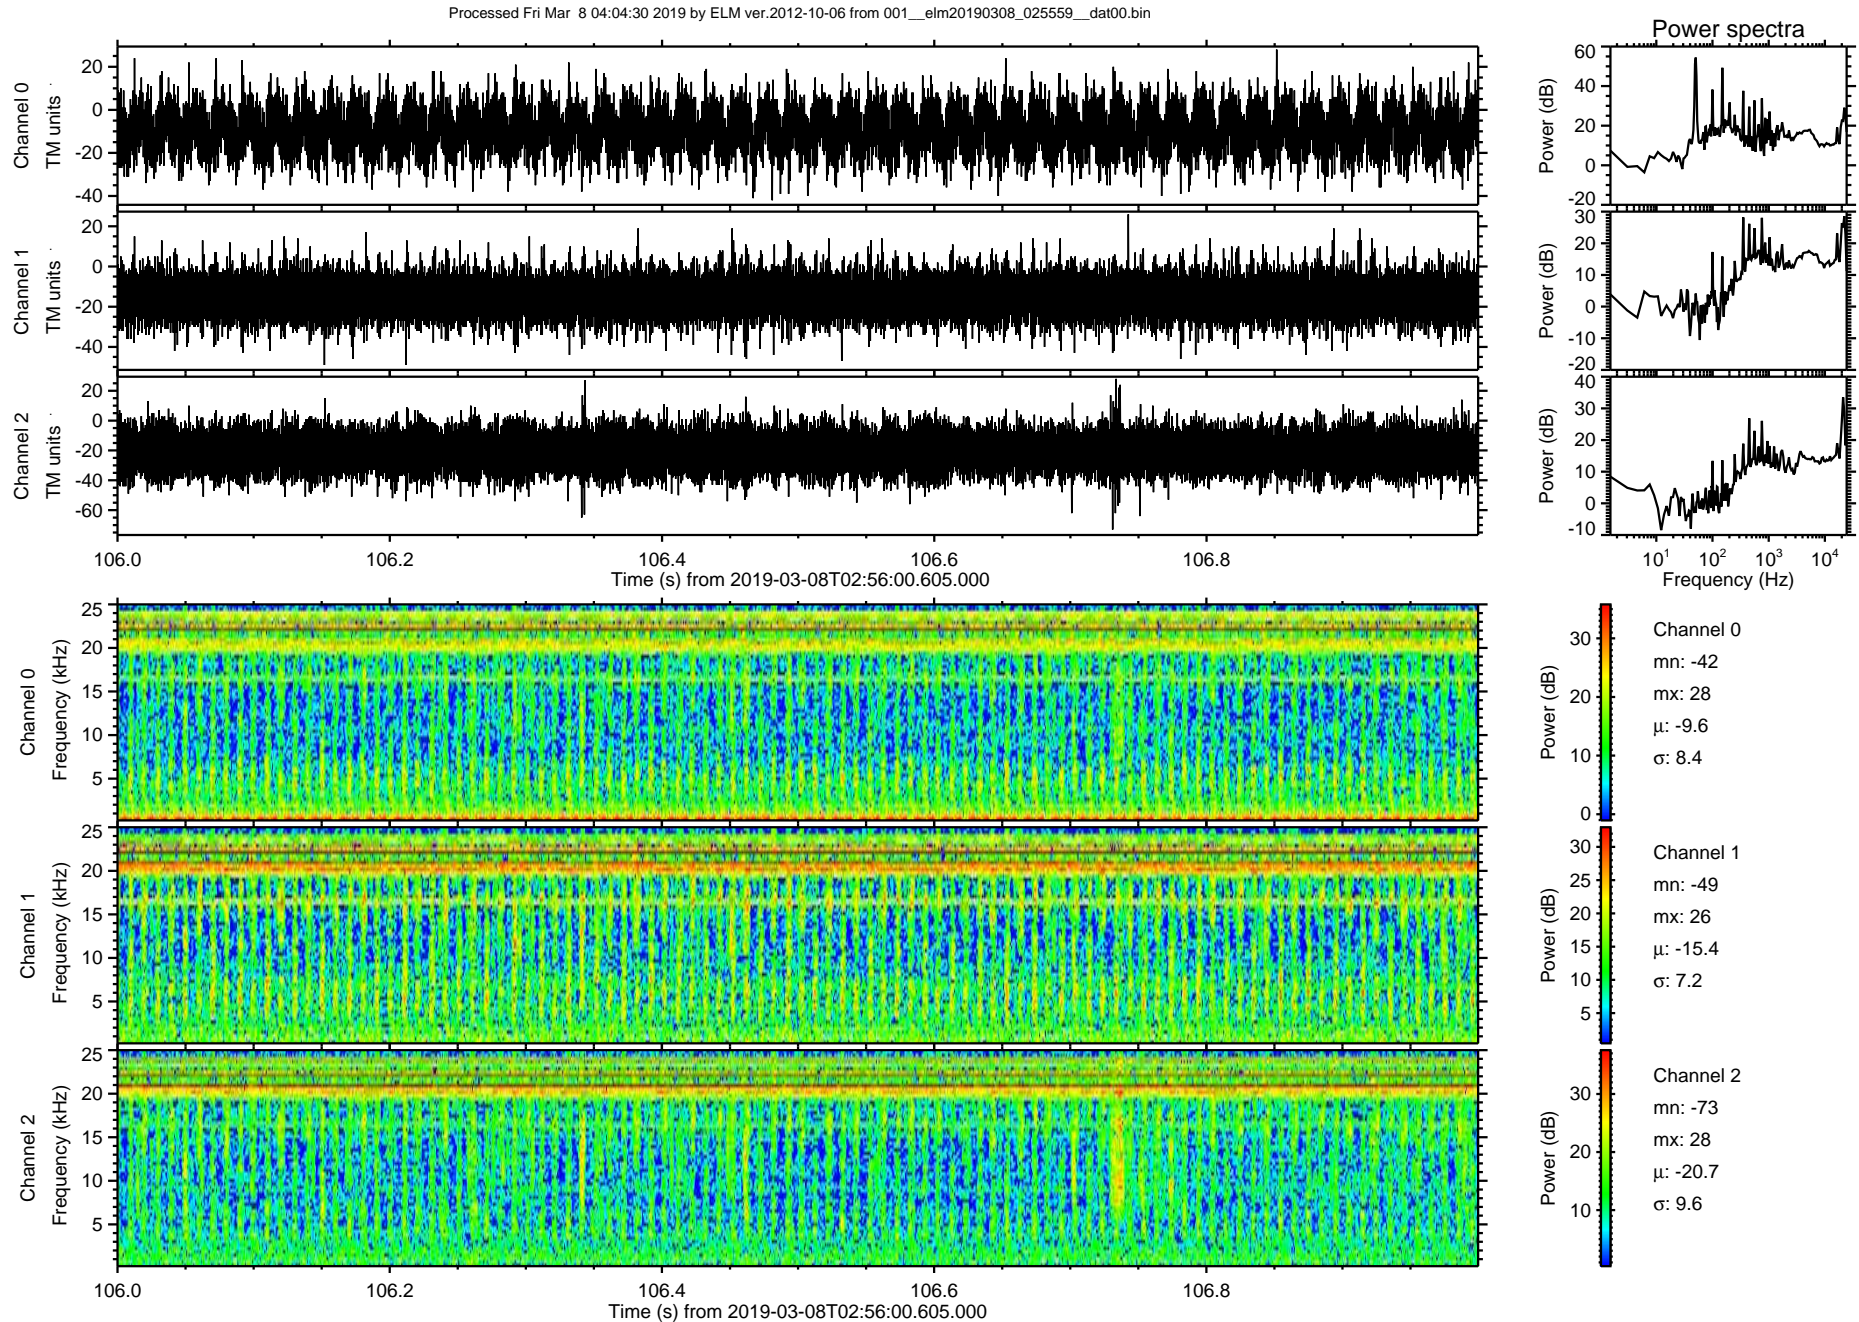 Processed Fri Mar  8 04:04:30 2019 by ELM ver.2012-10-06 from 001__elm20190308_025559__dat00.bin
Power spectra
Channel 0
TM units
20
0
-20
-40
Power (dB)
60
40
20
0
-20
Channel 1
TM units
20
0
-20
-40
Power (dB)
30
20
10
0
-10
-20
Channel 2
TM units
20
0
-20
-40
-60
Power (dB)
40
30
20
10
0
-10
106.0 106.2 106.4 106.6 106.8
Time (s) from 2019-03-08T02:56:00.605.000
10¹ 10² 10³ 10⁴
Frequency (Hz)
Channel 0
Frequency (kHz)
25
20
15
10
5
Power (dB)
30
20
10
0
Channel 0
mn: -42
mx: 28
μ: -9.6
σ: 8.4
Channel 1
Frequency (kHz)
25
20
15
10
5
Power (dB)
30
25
20
15
10
5
Channel 1
mn: -49
mx: 26
μ: -15.4
σ: 7.2
Channel 2
Frequency (kHz)
25
20
15
10
5
Power (dB)
30
20
10
Channel 2
mn: -73
mx: 28
μ: -20.7
σ: 9.6
106.0 106.2 106.4 106.6 106.8
Time (s) from 2019-03-08T02:56:00.605.000